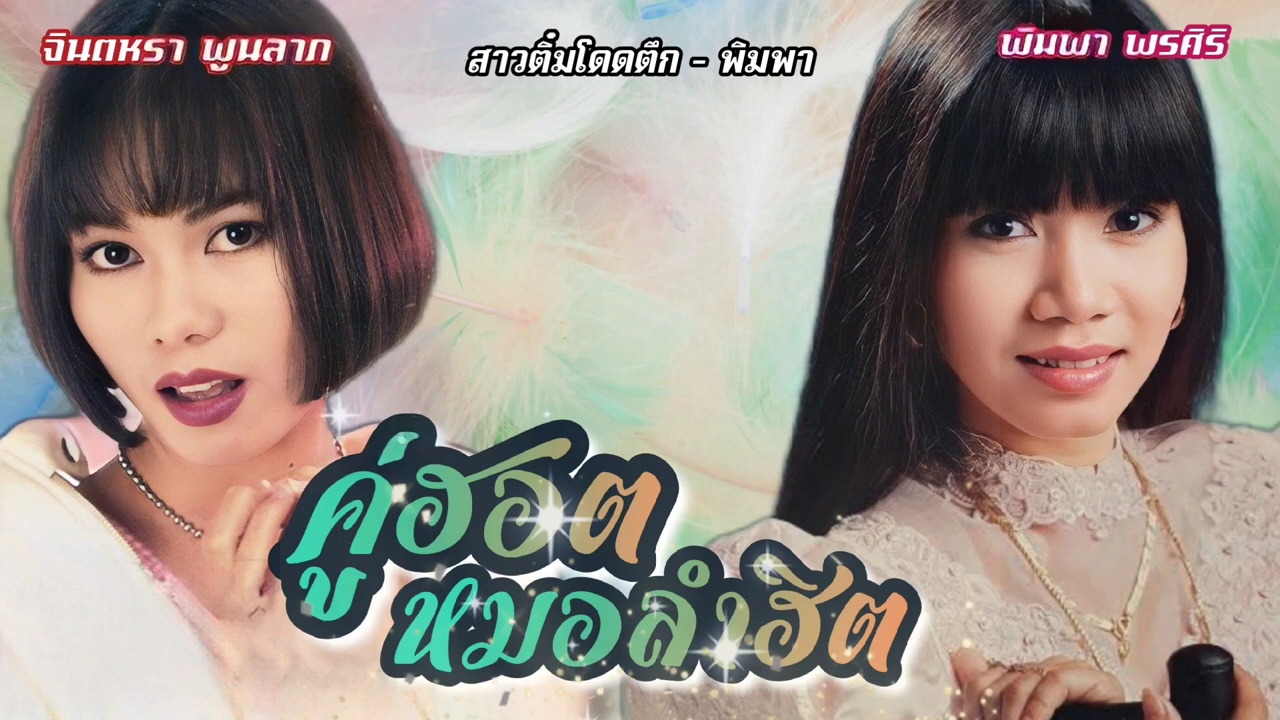 จินตหรา พูนลาภ
สาวติ๋มโดดตึก - พิมพา
พิมพา พรศิริ
คู่ฮอต
หมอลำฮิต